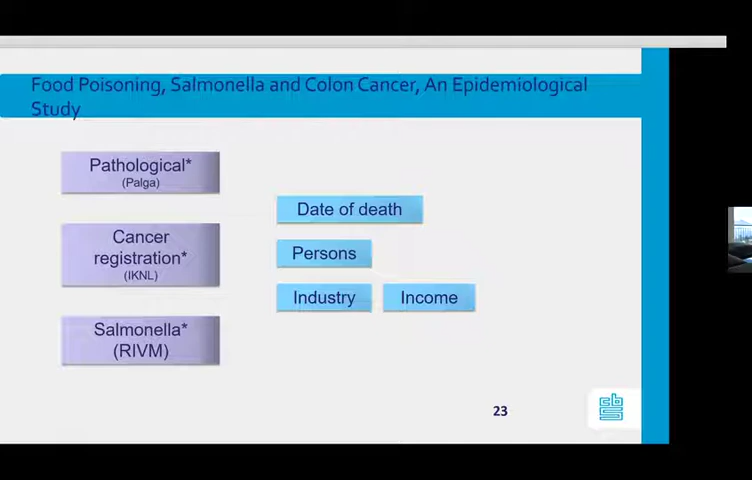 Food Poisoning, Salmonella and Colon Cancer, An Epidemiological
Study
Pathological*
(Palga)
Cancer
registration*
(IKNL)
Salmonella*
(RIVM)
Date of death
Persons
Industry
Income
23
cbs